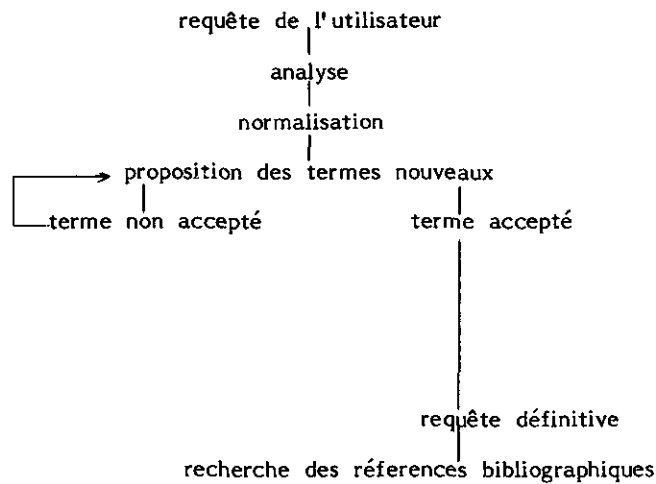 requête de l'utilisateur
analyse
normalisation
proposition des termes nouveaux
terme non accepté
terme accepté
requête définitive
recherche des réferences bibliographiques